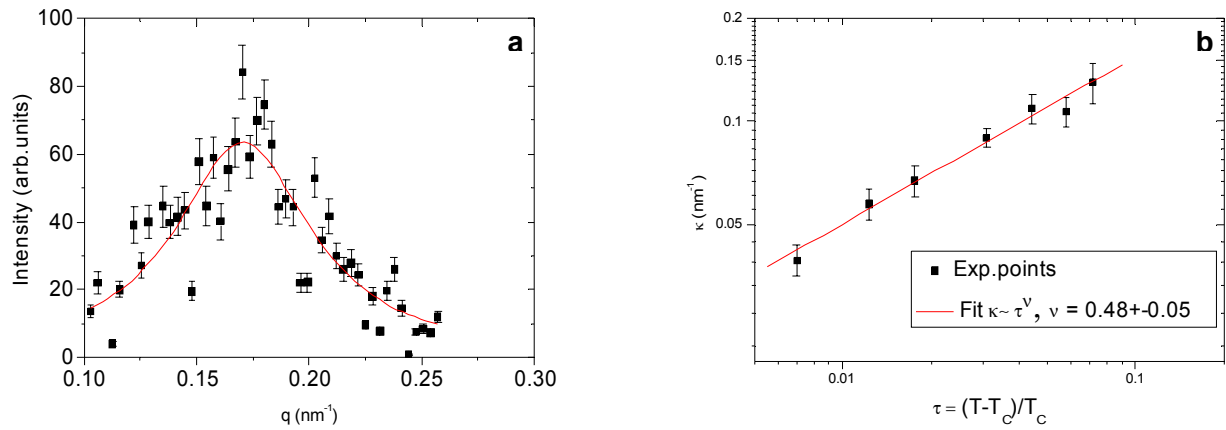 a
100
80
60
40
20
0
Intensity (arb.units)
0.10 0.15 0.20 0.25 0.30
q (nm⁻¹)
b
0.2
0.15
0.1
0.05
κ (nm⁻¹)
Exp.points
Fit κ~ τ^ν, ν = 0.48+-0.05
0.01 0.1
τ = (T-T_C)/T_C